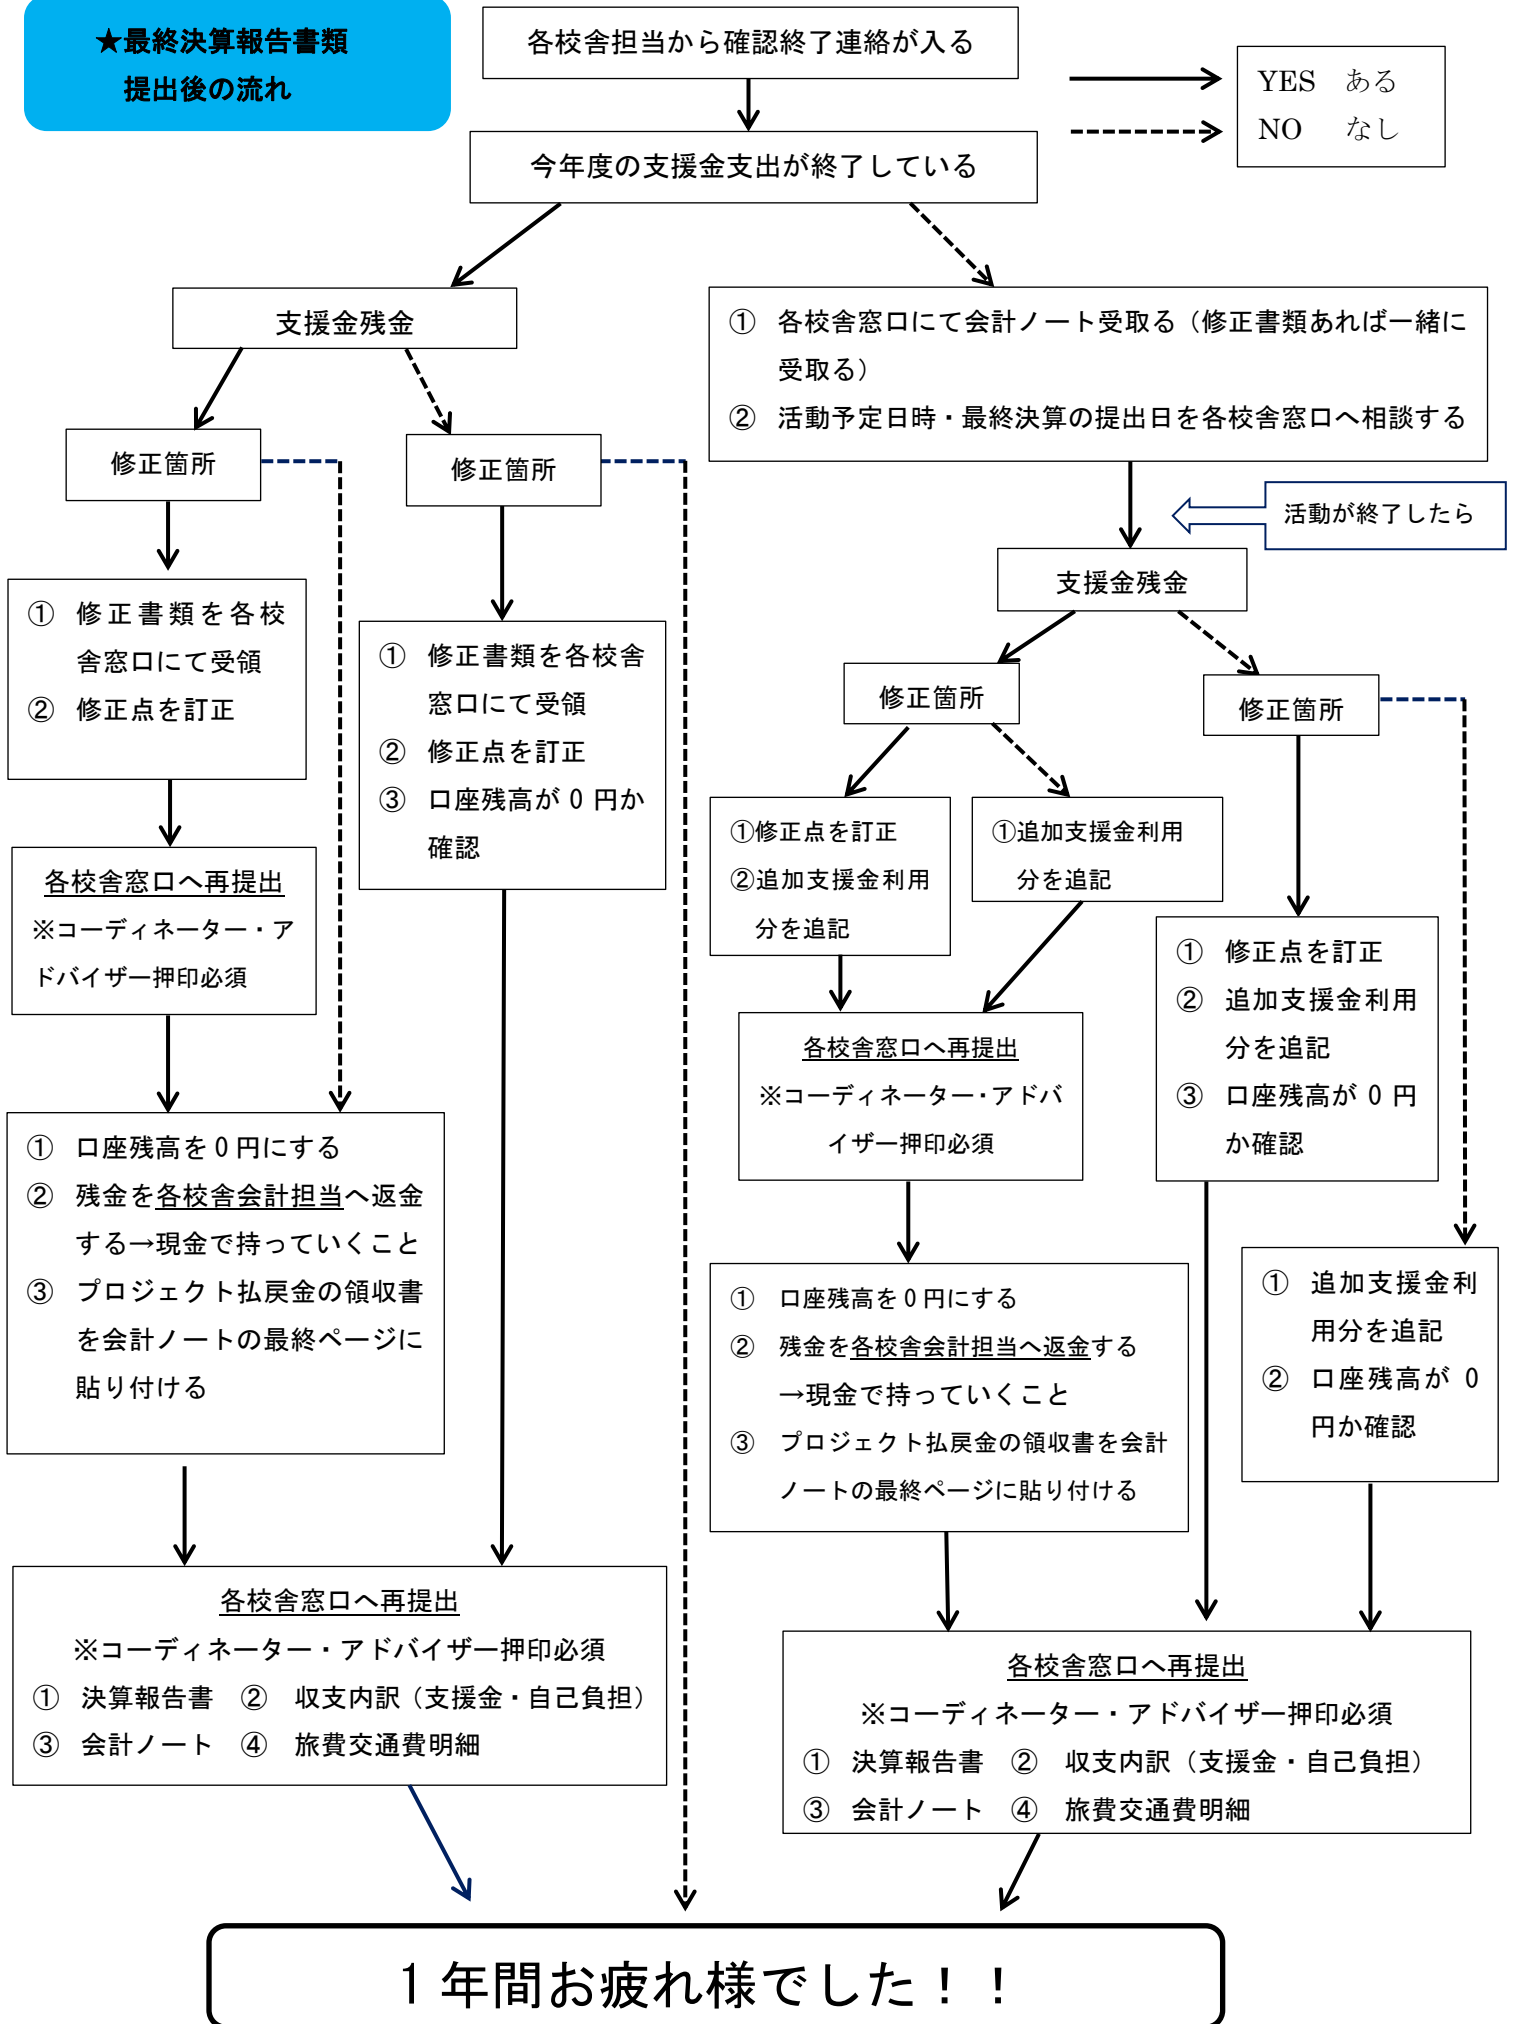 ★最終決算報告書類
提出後の流れ
各校舎担当から確認終了連絡が入る
YES　ある
NO　なし
今年度の支援金支出が終了している
支援金残金
① 各校舎窓口にて会計ノート受取る（修正書類あれば一緒に
受取る）
② 活動予定日時・最終決算の提出日を各校舎窓口へ相談する
修正箇所
修正箇所
活動が終了したら
支援金残金
① 修正書類を各校
舎窓口にて受領
② 修正点を訂正
① 修正書類を各校舎
窓口にて受領
② 修正点を訂正
③ 口座残高が０円か
確認
修正箇所
修正箇所
①修正点を訂正
②追加支援金利用
分を追記
①追加支援金利用
分を追記
各校舎窓口へ再提出
※コーディネーター・ア
ドバイザー押印必須
① 修正点を訂正
② 追加支援金利用
分を追記
③ 口座残高が０円
か確認
各校舎窓口へ再提出
※コーディネーター・アドバ
イザー押印必須
① 口座残高を０円にする
② 残金を各校舎会計担当へ返金
する→現金で持っていくこと
③ プロジェクト払戻金の領収書
を会計ノートの最終ページに
貼り付ける
① 口座残高を０円にする
② 残金を各校舎会計担当へ返金する
→現金で持っていくこと
③ プロジェクト払戻金の領収書を会計
ノートの最終ページに貼り付ける
① 追加支援金利
用分を追記
② 口座残高が０
円か確認
各校舎窓口へ再提出
※コーディネーター・アドバイザー押印必須
① 決算報告書　② 収支内訳（支援金・自己負担）
③ 会計ノート　④ 旅費交通費明細
各校舎窓口へ再提出
※コーディネーター・アドバイザー押印必須
① 決算報告書　② 収支内訳（支援金・自己負担）
③ 会計ノート　④ 旅費交通費明細
１年間お疲れ様でした！！